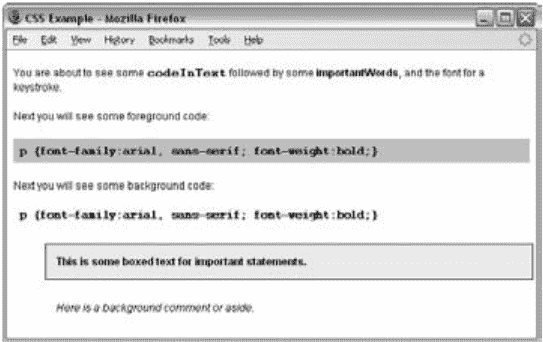 CSS Example - Mozilla Firefox
File Edit View History Bookmarks Tools Help
You are about to see some codeInText followed by some importantWords, and the font for a
keystroke.
Next you will see some foreground code:
p {font-family:arial, sans-serif; font-weight:bold;}
Next you will see some background code:
p {font-family:arial, sans-serif; font-weight:bold;}
This is some boxed text for important statements.
Here is a background comment or aside.